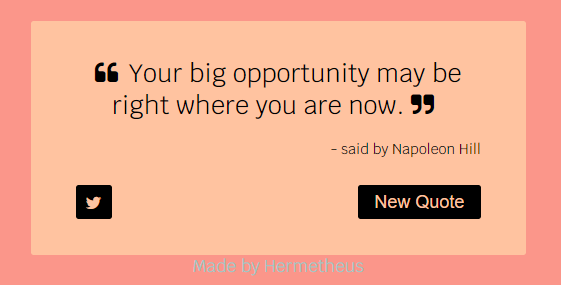 ❝ Your big opportunity may be
right where you are now. ❞
- said by Napoleon Hill
New Quote
Made by Hermetheus